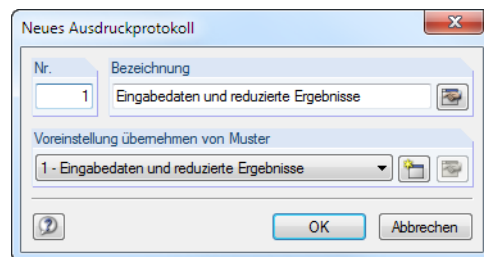 Neues Ausdruckprotokoll
Nr. Bezeichnung
1 Eingabedaten und reduzierte Ergebnisse
Voreinstellung übernehmen von Muster
1 - Eingabedaten und reduzierte Ergebnisse
OK Abbrechen